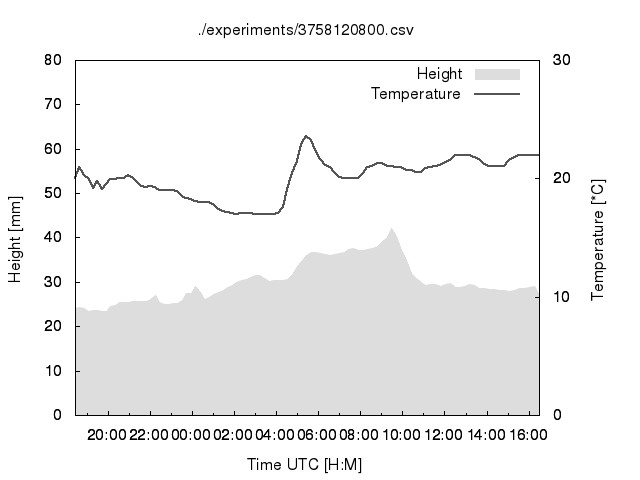 ./experiments/3758120800.csv
80
70
60
50
40
30
20
10
0
30
20
10
0
Height
Temperature
Height [mm]
Temperature [*C]
20:00 22:00 00:00 02:00 04:00 06:00 08:00 10:00 12:00 14:00 16:00
Time UTC [H:M]